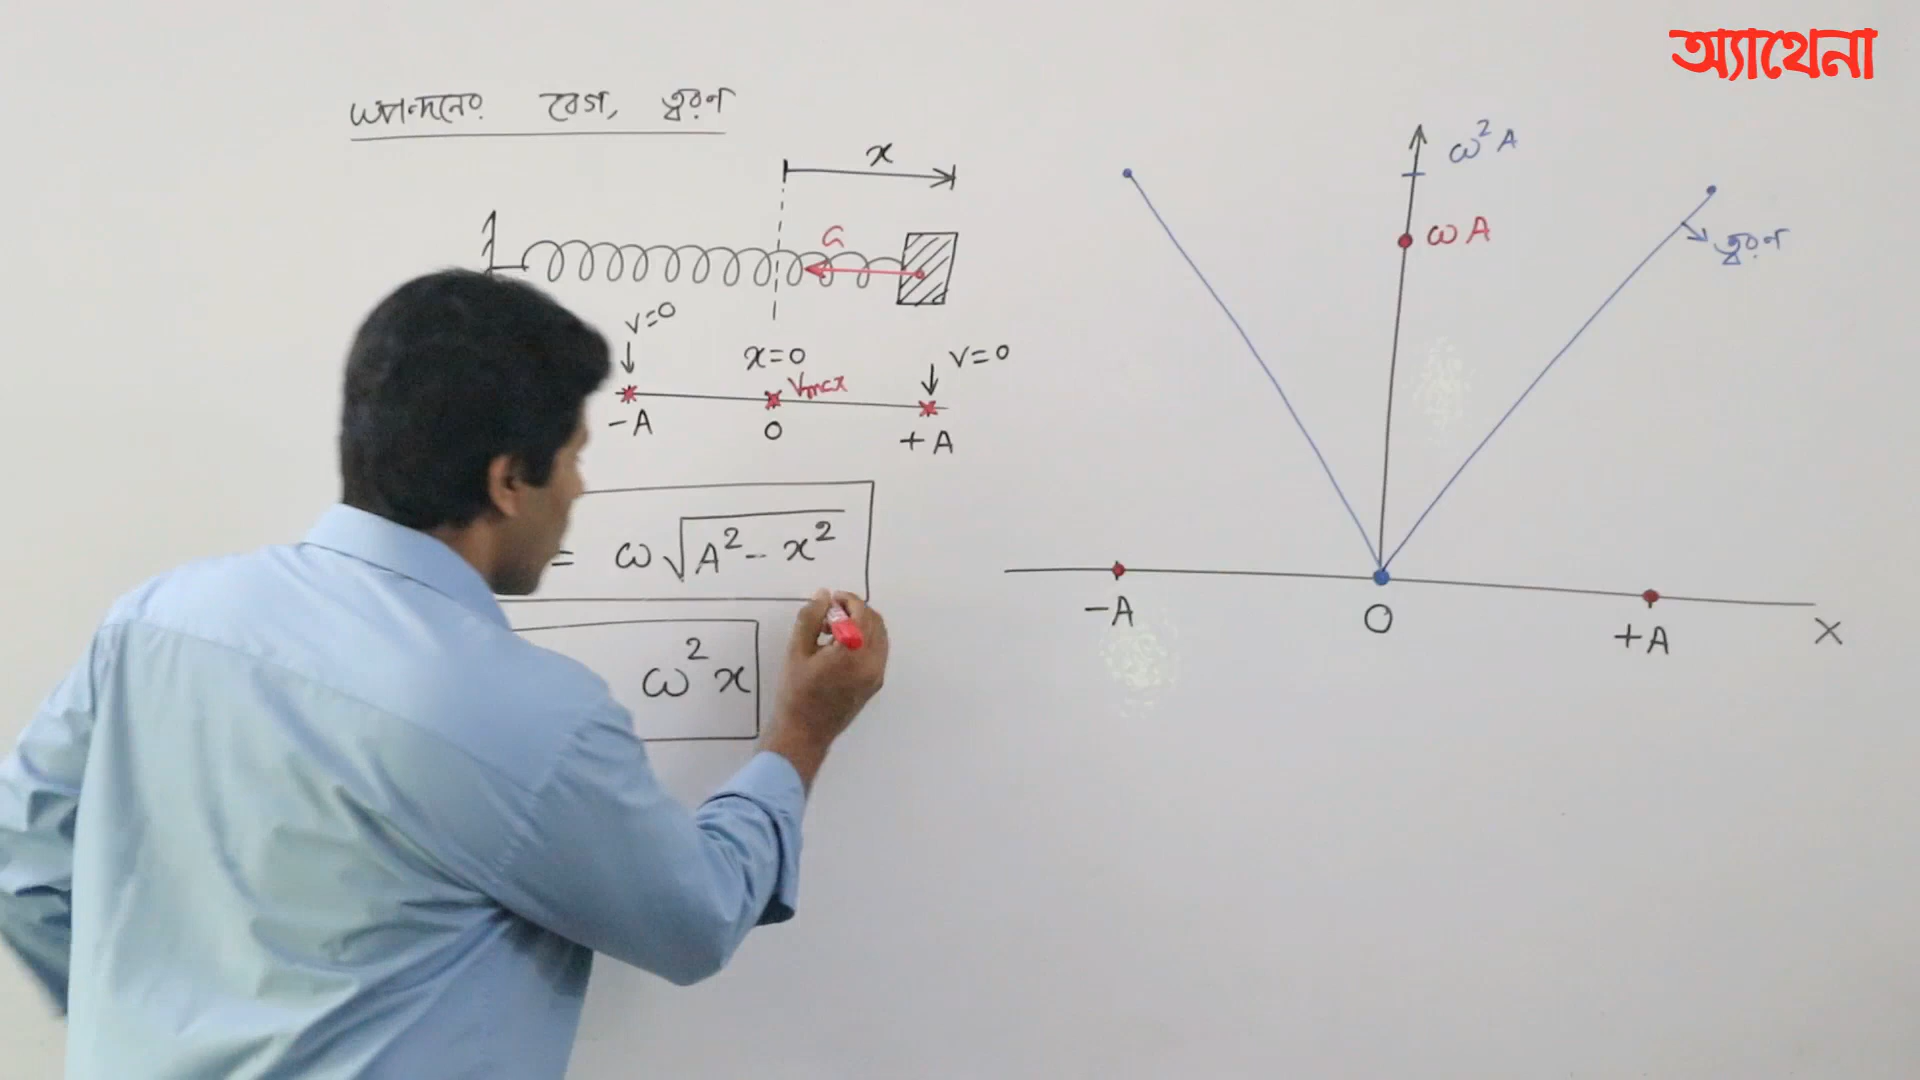 অ্যাথেনা
স্পন্দনের বেগ, ত্বরণ
x
a
v=0
x=0
v=0
Vmax
-A
0
+A
= ω√A²-x²
ω²x
ω²A
ωA
ত্বরণ
-A
O
+A
X